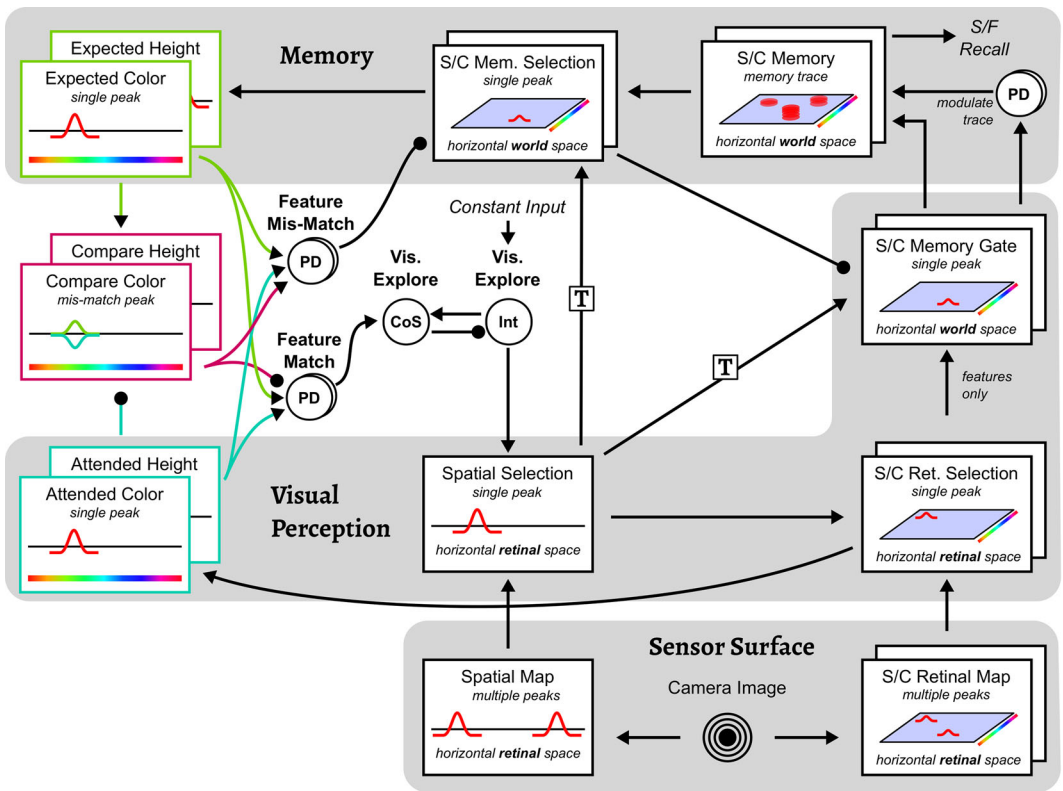 Memory
Expected Height
Expected Color
single peak
S/C Mem. Selection
single peak
horizontal world space
S/C Memory
memory trace
horizontal world space
S/F
Recall
PD
modulate
trace
Feature
Mis-Match
PD
Constant Input
Vis.
Explore
CoS
Vis.
Explore
Int
T
T
Compare Height
Compare Color
mis-match peak
Feature
Match
PD
S/C Memory Gate
single peak
horizontal world space
features
only
Attended Height
Attended Color
single peak
Visual
Perception
Spatial Selection
single peak
horizontal retinal space
S/C Ret. Selection
single peak
horizontal retinal space
Sensor Surface
Spatial Map
multiple peaks
horizontal retinal space
Camera Image
S/C Retinal Map
multiple peaks
horizontal retinal space